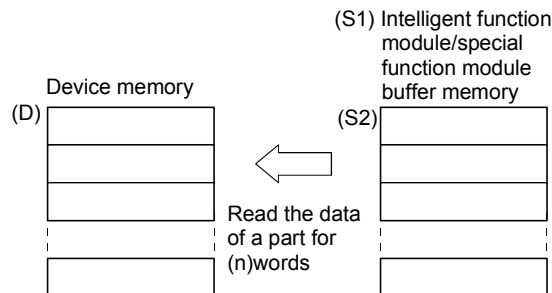 (S1) Intelligent function
module/special
function module
buffer memory
Device memory
(D)
(S2)
Read the data
of a part for
(n)words